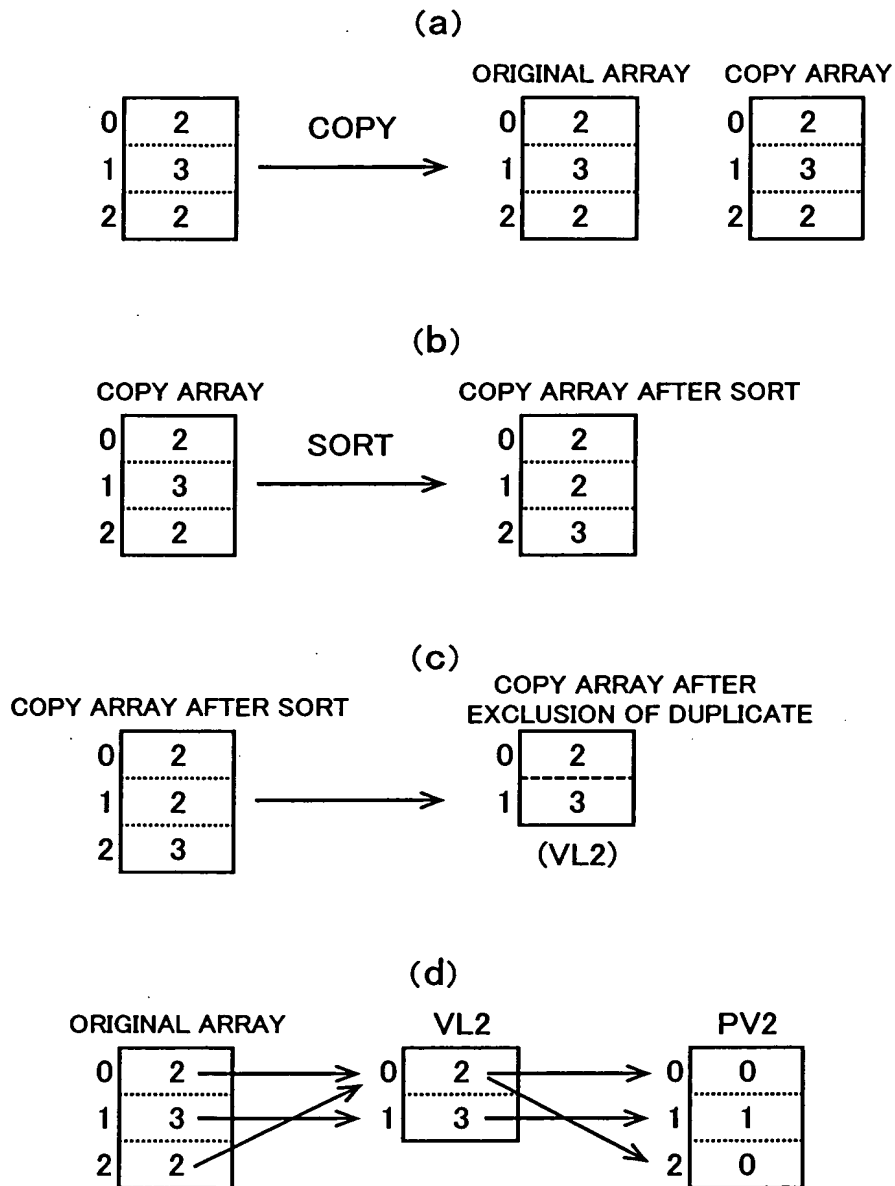 (a)
ORIGINAL ARRAY COPY ARRAY
0 2 COPY 0 2 0 2
1 3 1 3 1 3
2 2 2 2 2 2
(b)
COPY ARRAY COPY ARRAY AFTER SORT
0 2 SORT 0 2
1 3 1 2
2 2 2 3
(c)
COPY ARRAY AFTER SORT COPY ARRAY AFTER
EXCLUSION OF DUPLICATE
0 2 0 2
1 2 1 3
2 3 (VL2)
(d)
ORIGINAL ARRAY VL2 PV2
0 2 0 2 0 0
1 3 1 3 1 1
2 2 2 0